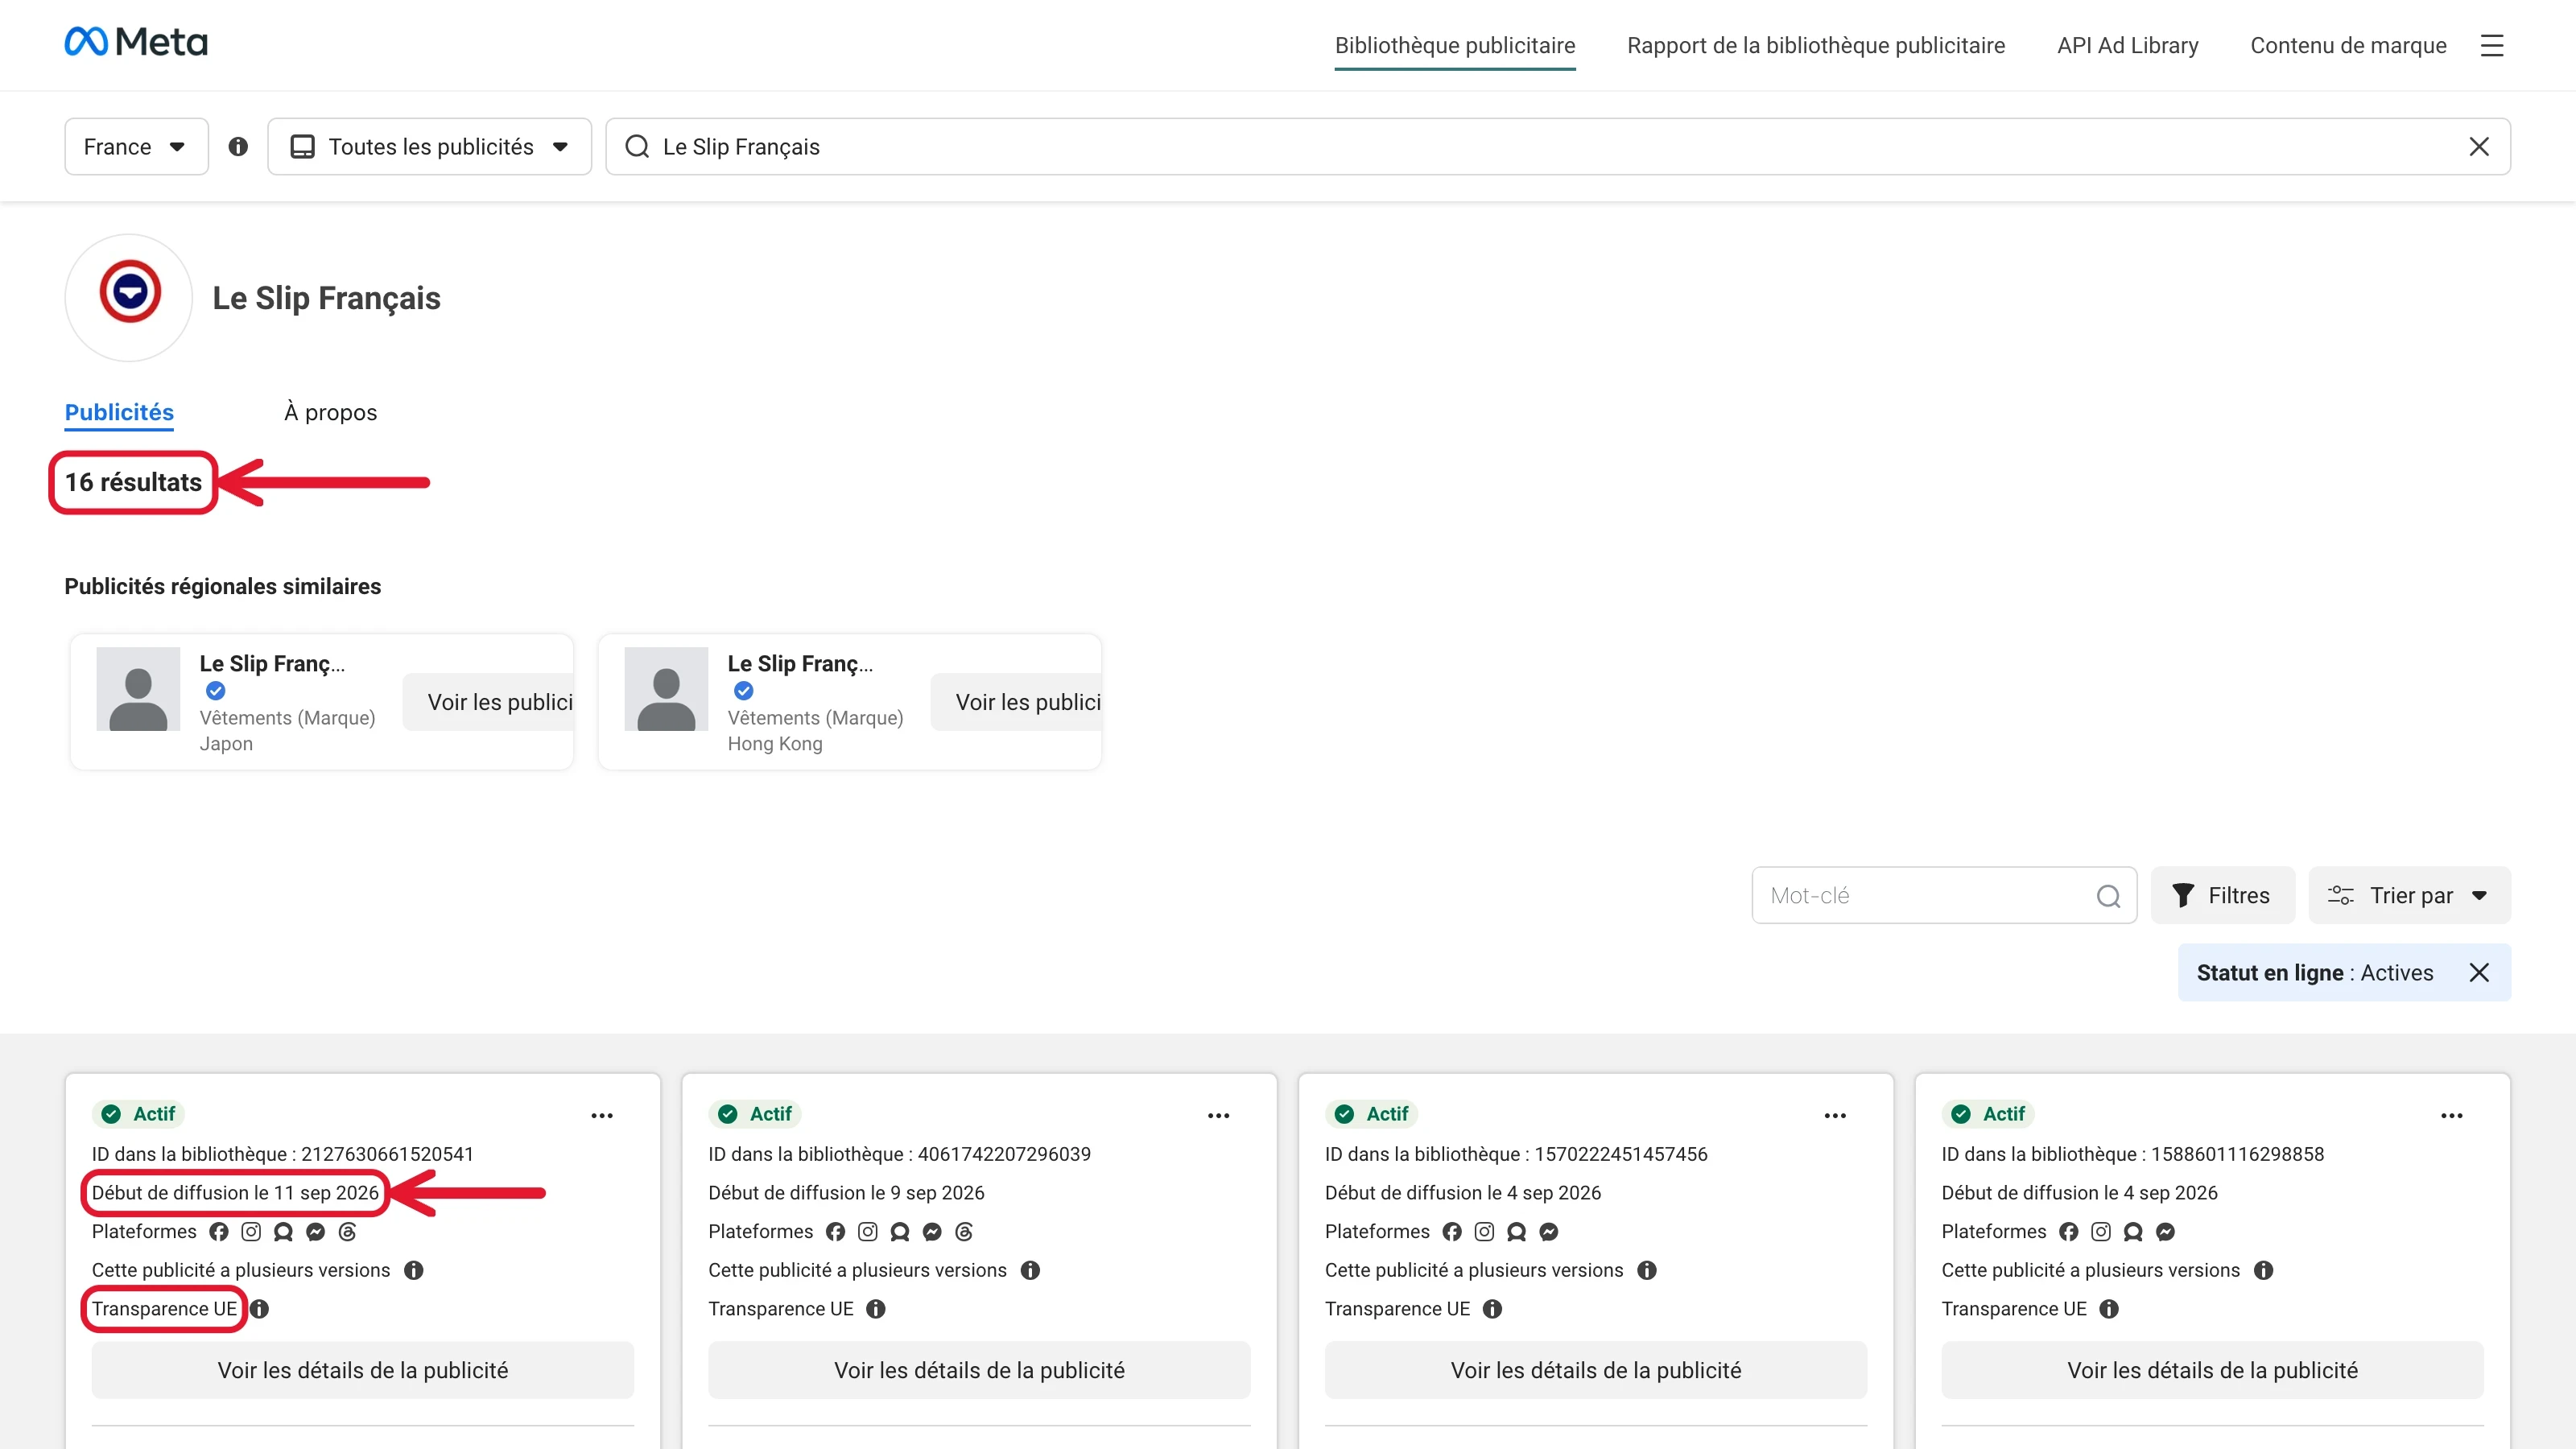 Meta
Bibliothèque publicitaire
Rapport de la bibliothèque publicitaire
API Ad Library
Contenu de marque
France
Toutes les publicités
Le Slip Français
Le Slip Français
Publicités
À propos
16 résultats
Publicités régionales similaires
Le Slip Franç...
Vêtements (Marque)
Japon
Voir les publici
Le Slip Franç...
Vêtements (Marque)
Hong Kong
Voir les publici
Mot-clé
Filtres
Trier par
Statut en ligne : Actives
Actif
ID dans la bibliothèque : 2127630661520541
Début de diffusion le 11 sep 2026
Plateformes
Cette publicité a plusieurs versions
Transparence UE
Voir les détails de la publicité
Actif
ID dans la bibliothèque : 4061742207296039
Début de diffusion le 9 sep 2026
Plateformes
Cette publicité a plusieurs versions
Transparence UE
Voir les détails de la publicité
Actif
ID dans la bibliothèque : 1570222451457456
Début de diffusion le 4 sep 2026
Plateformes
Cette publicité a plusieurs versions
Transparence UE
Voir les détails de la publicité
Actif
ID dans la bibliothèque : 1588601116298858
Début de diffusion le 4 sep 2026
Plateformes
Cette publicité a plusieurs versions
Transparence UE
Voir les détails de la publicité